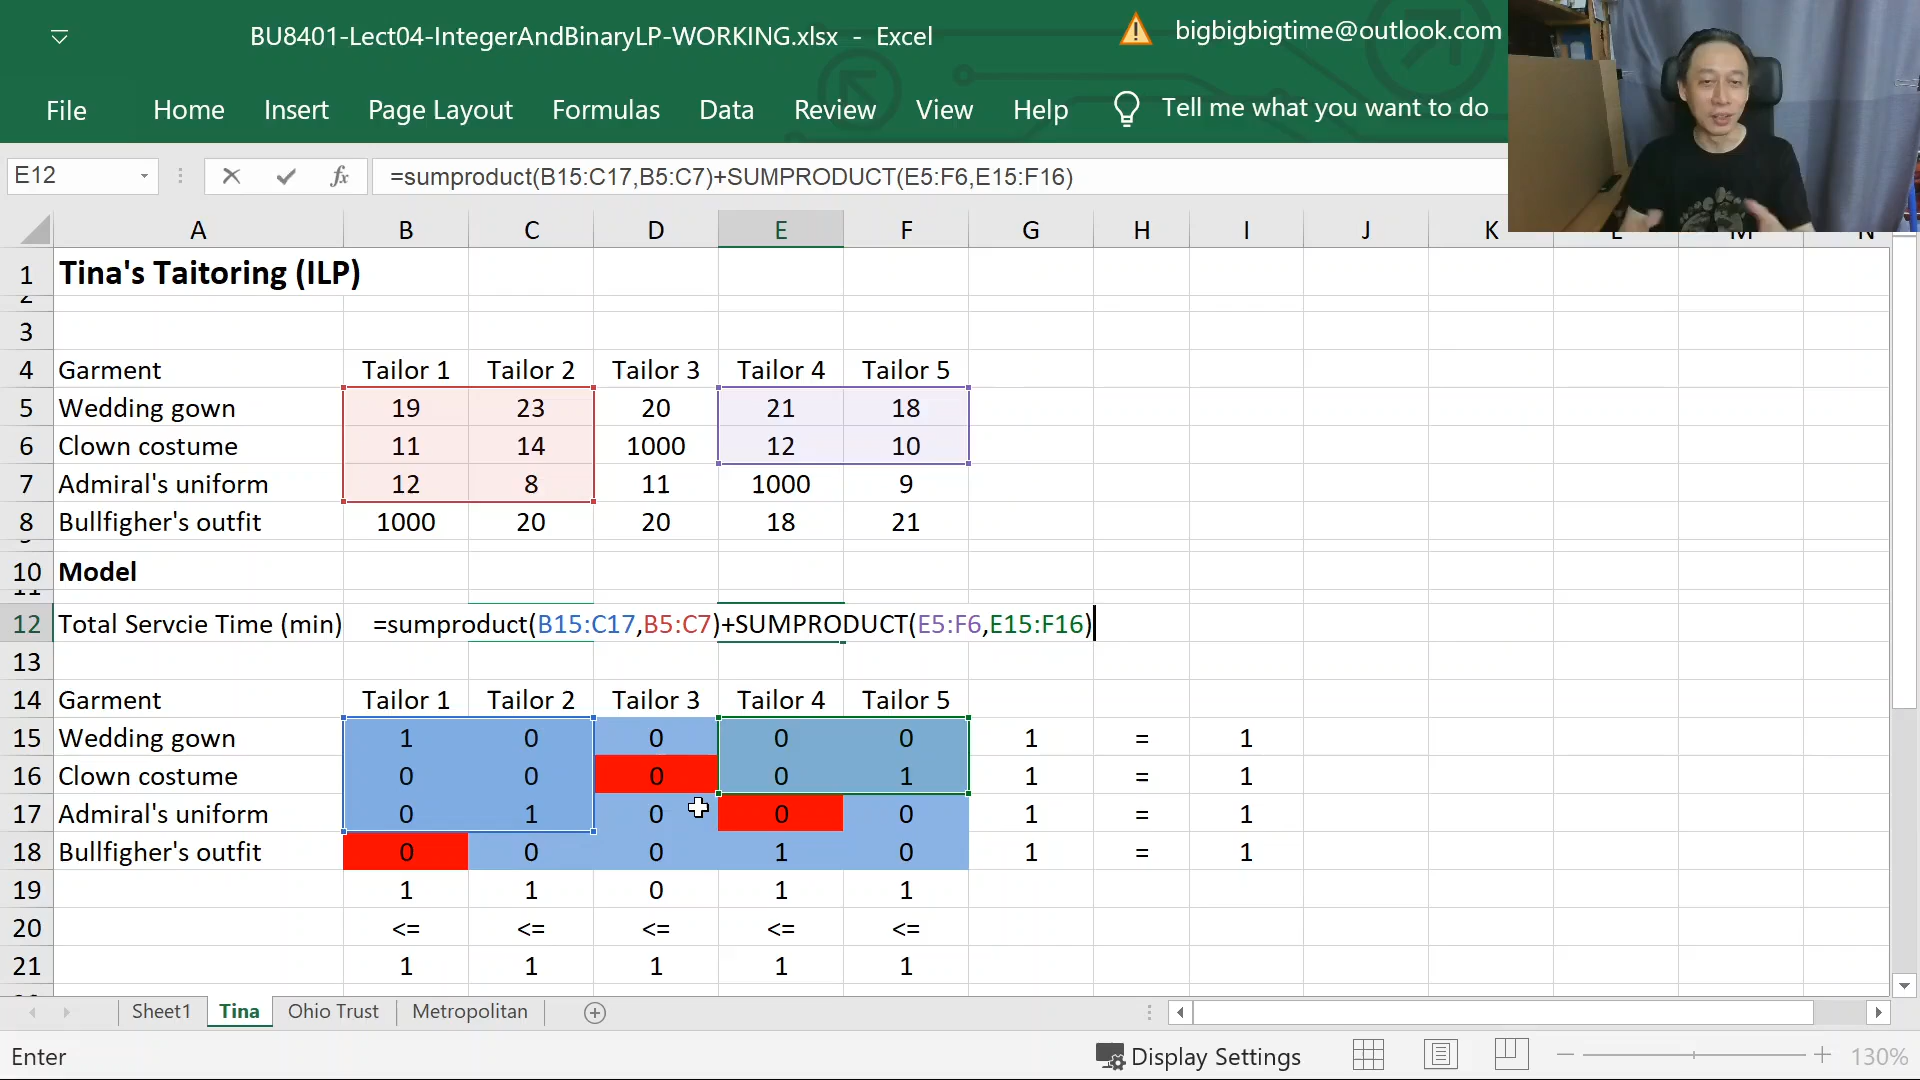 BU8401-Lect04-IntegerAndBinaryLP-WORKING.xlsx - Excel
bigbigbigtime@outlook.com
File Home Insert Page Layout Formulas Data Review View Help Tell me what you want to do
E12 fx =sumproduct(B15:C17,B5:C7)+SUMPRODUCT(E5:F6,E15:F16)
A B C D E F G H I J K L M N
1 Tina's Taitoring (ILP)
2
3
4 Garment Tailor 1 Tailor 2 Tailor 3 Tailor 4 Tailor 5
5 Wedding gown 19 23 20 21 18
6 Clown costume 11 14 1000 12 10
7 Admiral's uniform 12 8 11 1000 9
8 Bullfigher's outfit 1000 20 20 18 21
9
10 Model
11
12 Total Servcie Time (min) =sumproduct(B15:C17,B5:C7)+SUMPRODUCT(E5:F6,E15:F16)
13
14 Garment Tailor 1 Tailor 2 Tailor 3 Tailor 4 Tailor 5
15 Wedding gown 1 0 0 0 0 1 = 1
16 Clown costume 0 0 0 0 1 1 = 1
17 Admiral's uniform 0 1 0 0 0 1 = 1
18 Bullfigher's outfit 0 0 0 1 0 1 = 1
19 1 1 0 1 1
20 <= <= <= <= <=
21 1 1 1 1 1
Sheet1 Tina Ohio Trust Metropolitan
Enter Display Settings 130%